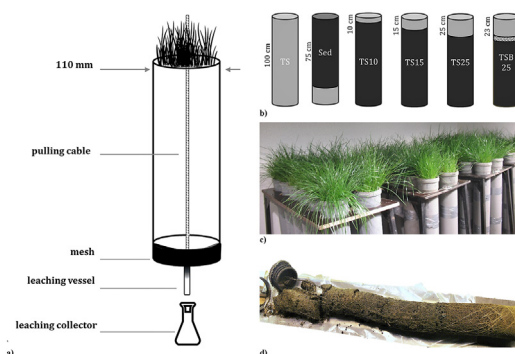 110 mm
pulling cable
mesh
leaching vessel
leaching collector
a)
100 cm
TS
75 cm
Sed
10 cm
TS10
15 cm
TS15
25 cm
TS25
23 cm
TSB
25
b)
c)
d)